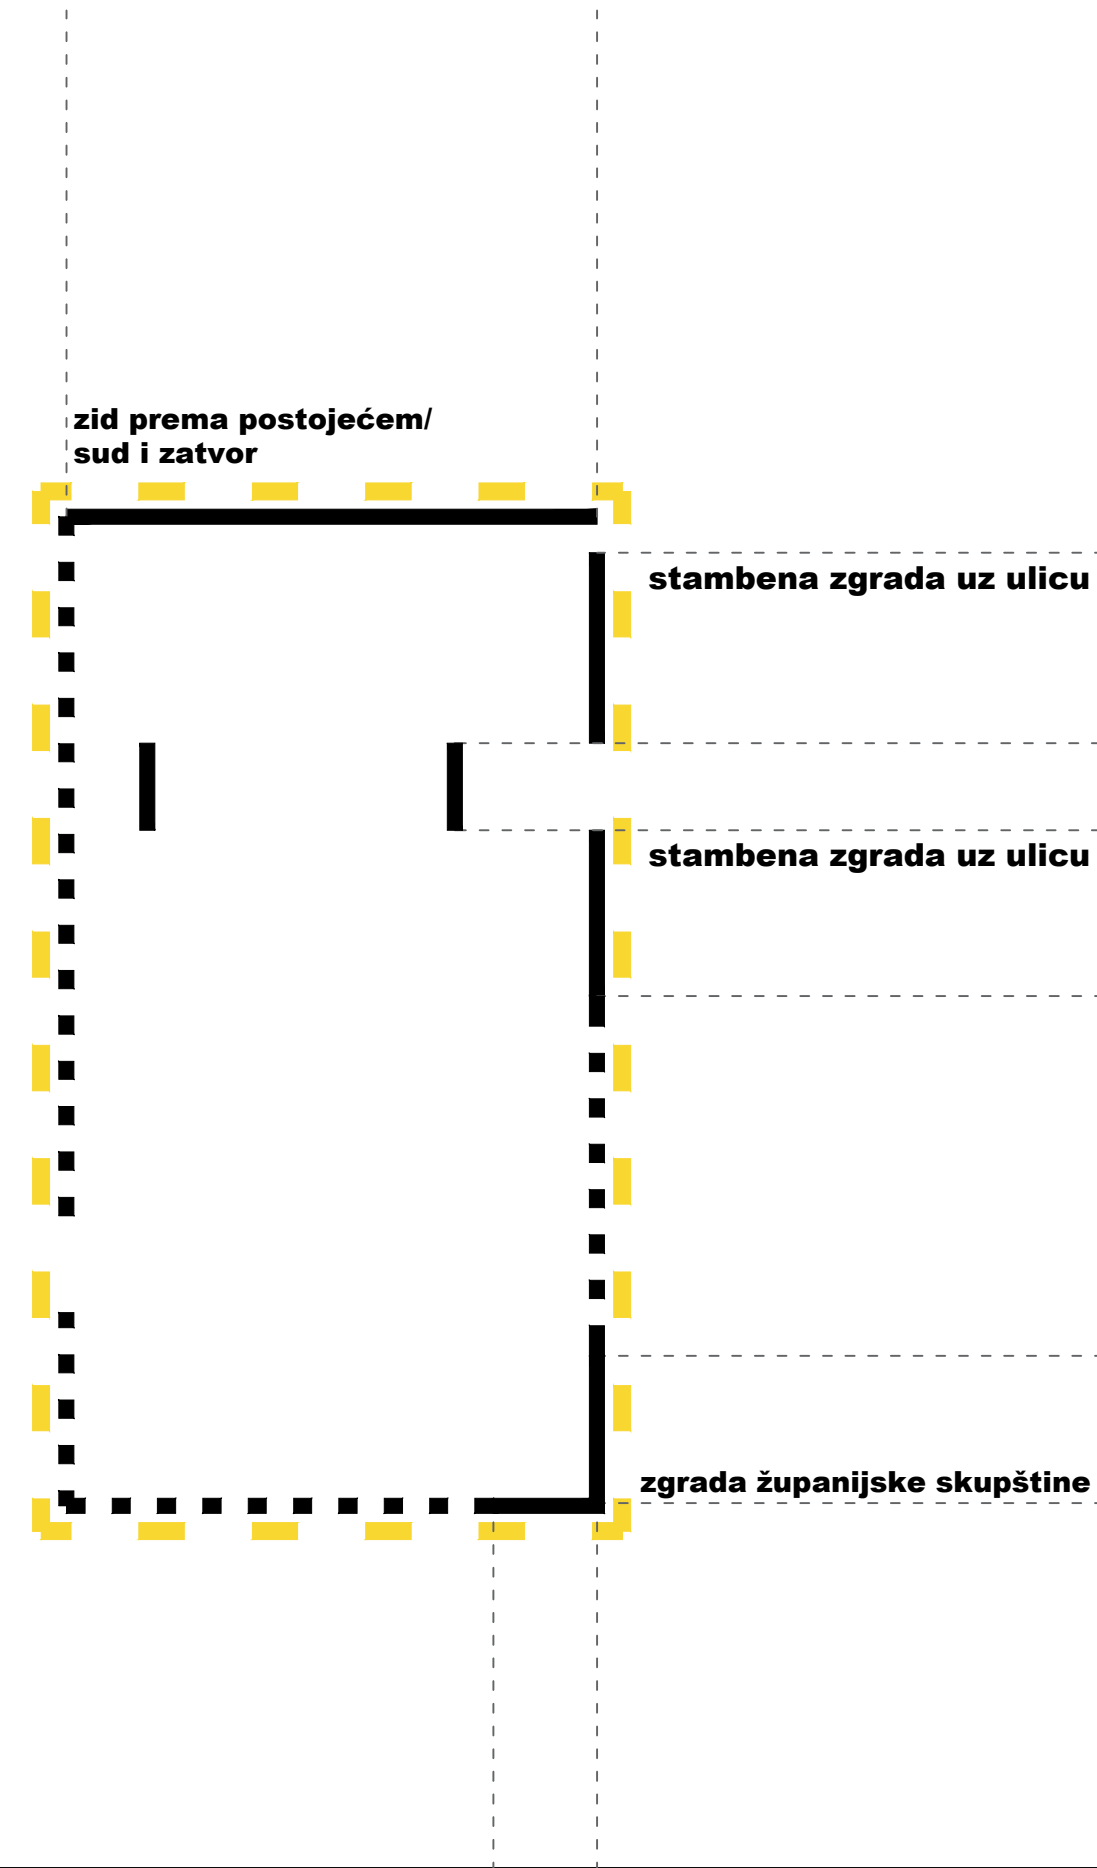 zid prema postojećem/
sud i zatvor
stambena zgrada uz ulicu
stambena zgrada uz ulicu
zgrada županijske skupštine